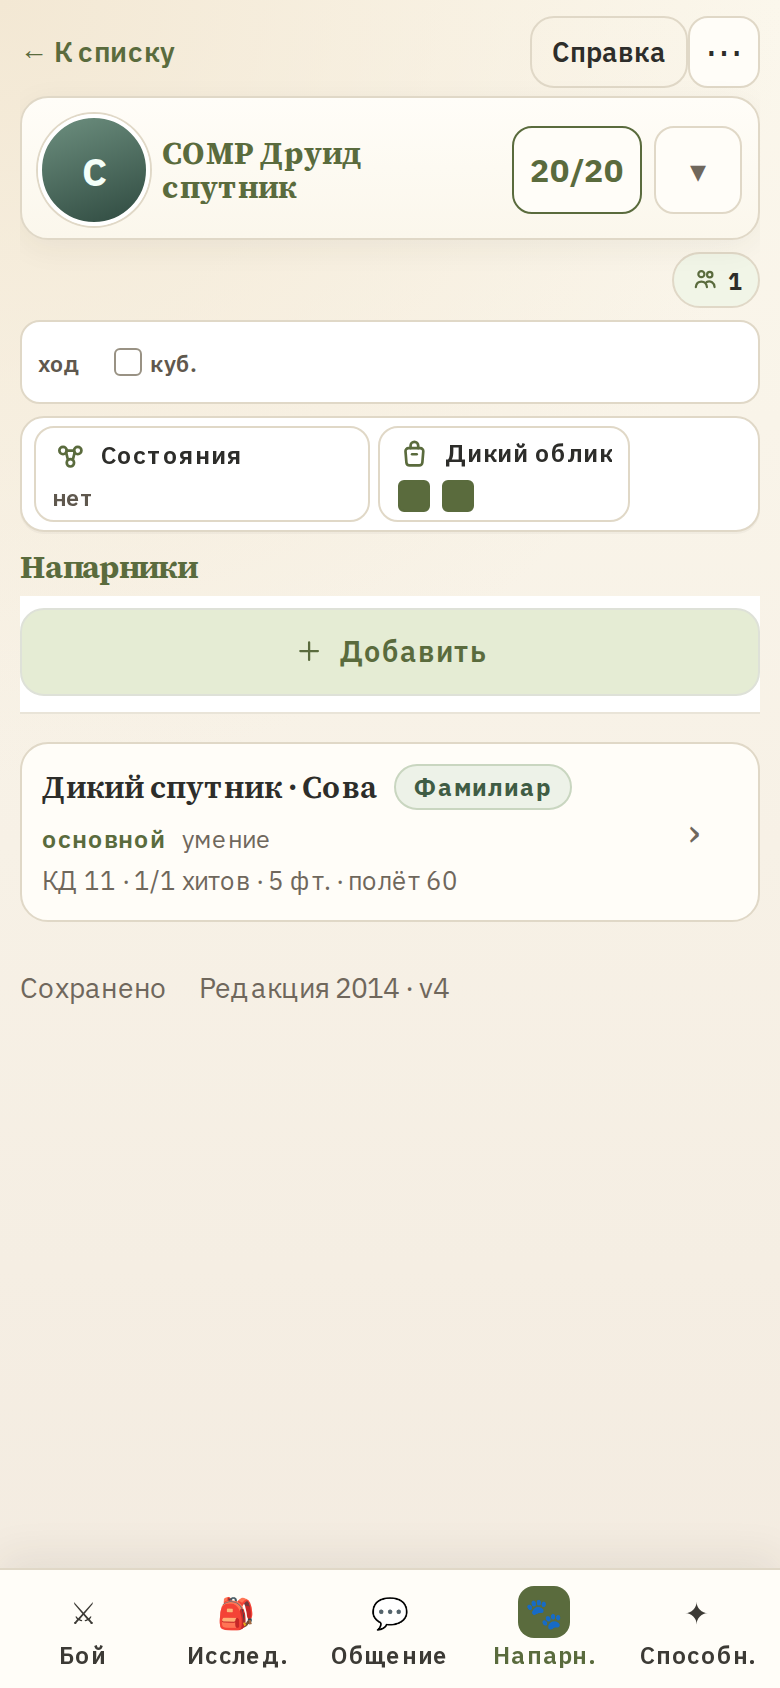 ← К списку
Справка
⋯
C
COMP Друид
спутник
20/20
▼
1
ход
куб.
Состояния
нет
Дикий облик
Напарники
+ Добавить
Дикий спутник · Сова
Фамилиар
основной умение
КД 11 · 1/1 хитов · 5 фт. · полёт 60
›
Сохранено Редакция 2014 · v4
Бой
Исслед.
Общение
Напарн.
Способн.